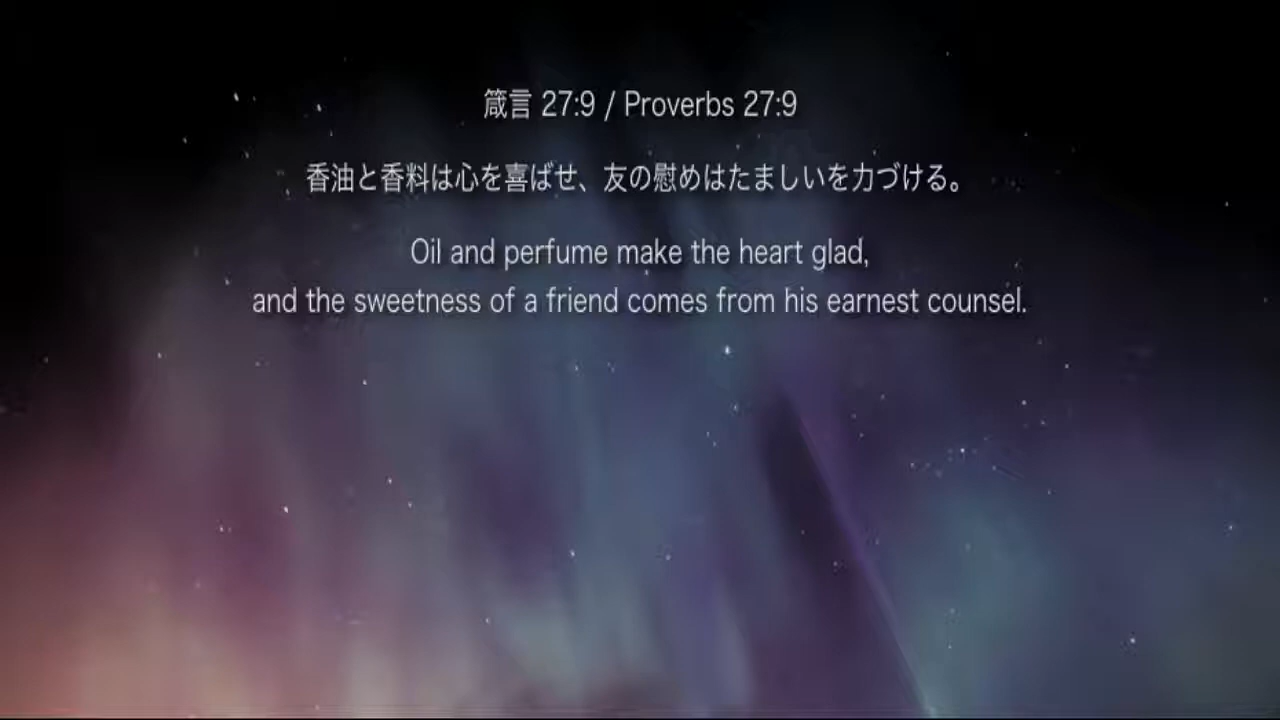 箴言 27:9 / Proverbs 27:9
香油と香料は心を喜ばせ、友の慰めはたましいを力づける。
Oil and perfume make the heart glad,
and the sweetness of a friend comes from his earnest counsel.